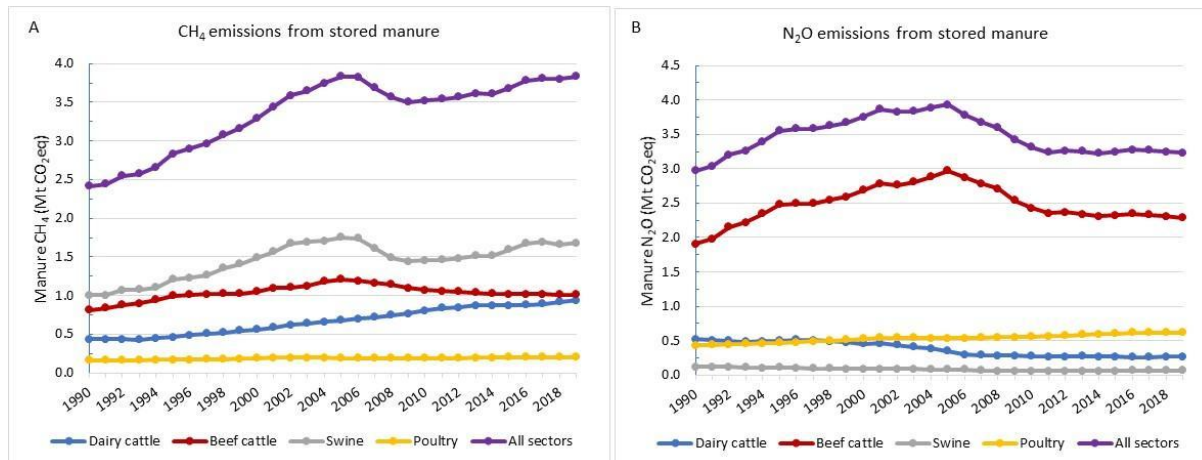 A
CH₄ emissions from stored manure
Manure CH₄ (Mt CO₂eq)
4.0
3.5
3.0
2.5
2.0
1.5
1.0
0.5
0.0
1990 1992 1994 1996 1998 2000 2002 2004 2006 2008 2010 2012 2014 2016 2018
Dairy cattle Beef cattle Swine Poultry All sectors
B
N₂O emissions from stored manure
Manure N₂O (Mt CO₂eq)
4.5
4.0
3.5
3.0
2.5
2.0
1.5
1.0
0.5
0.0
1990 1992 1994 1996 1998 2000 2002 2004 2006 2008 2010 2012 2014 2016 2018
Dairy cattle Beef cattle Swine Poultry All sectors